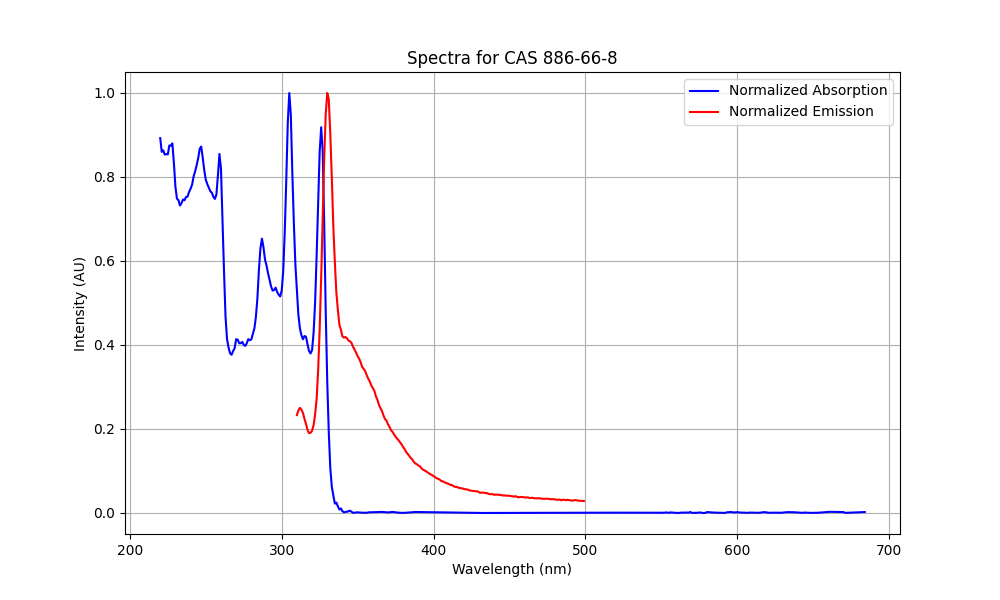 Spectra for CAS 886-66-8
Normalized Absorption
Normalized Emission
1.0
0.8
0.6
0.4
0.2
0.0
Intensity (AU)
200 300 400 500 600 700
Wavelength (nm)